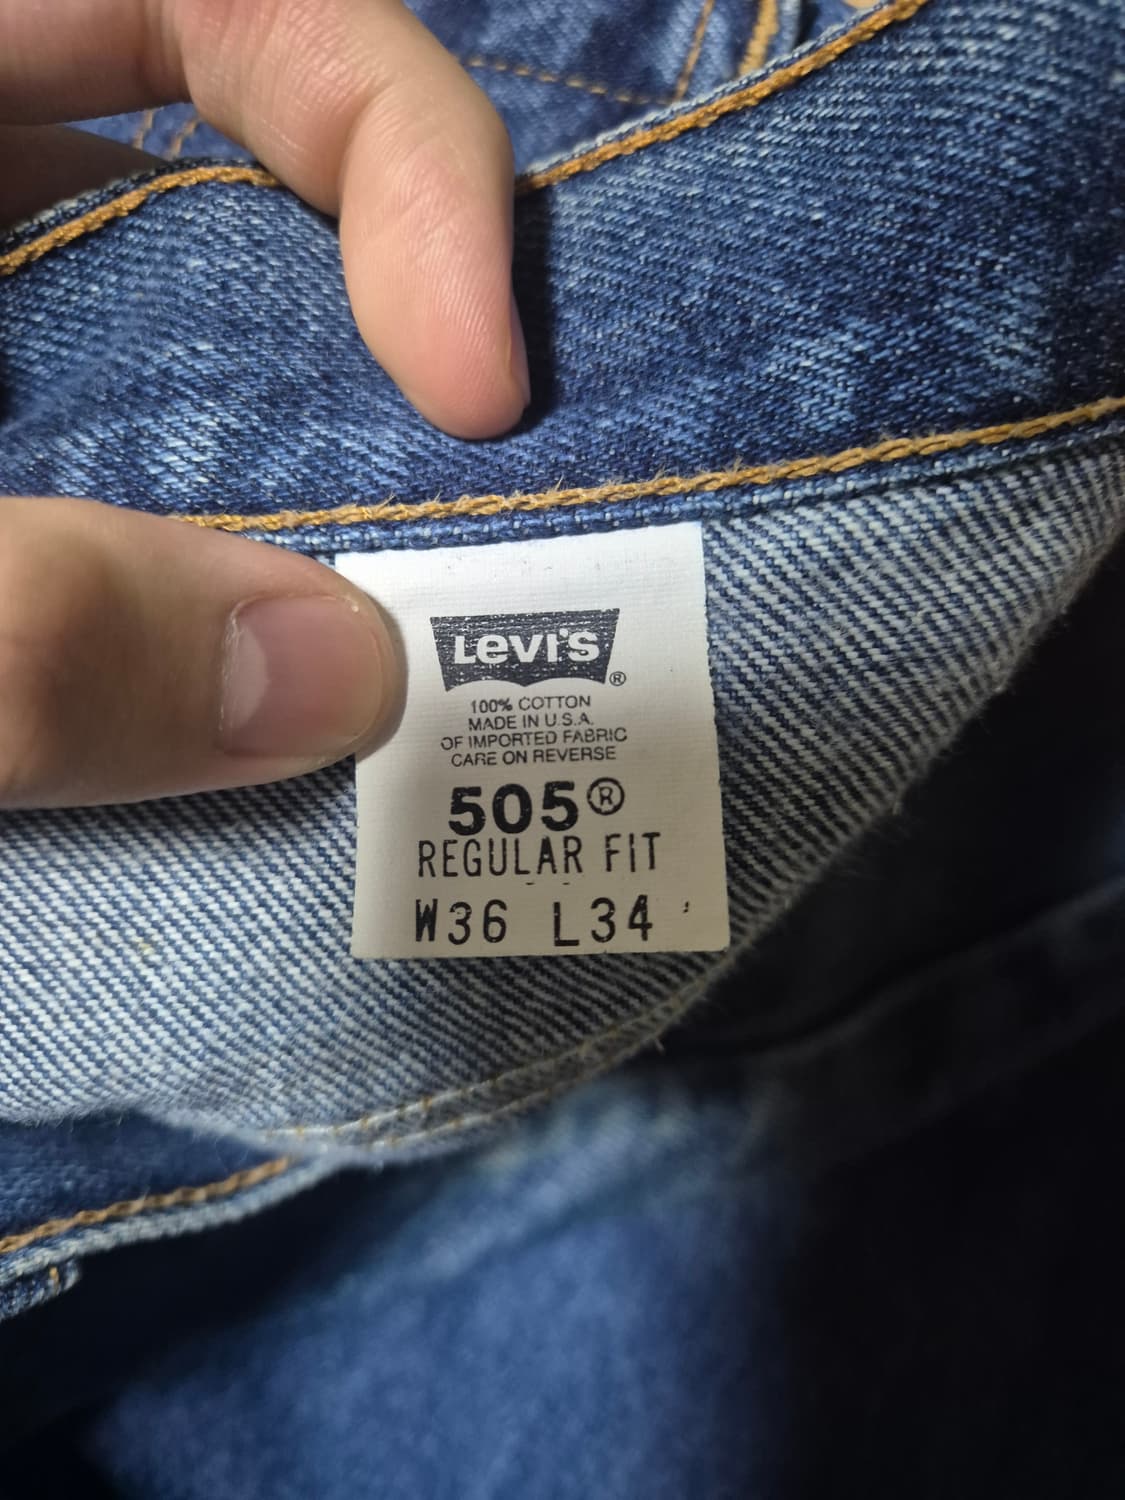 Levi's®
100% COTTON
MADE IN U.S.A.
OF IMPORTED FABRIC
CARE ON REVERSE
505®
REGULAR FIT
W36 L34